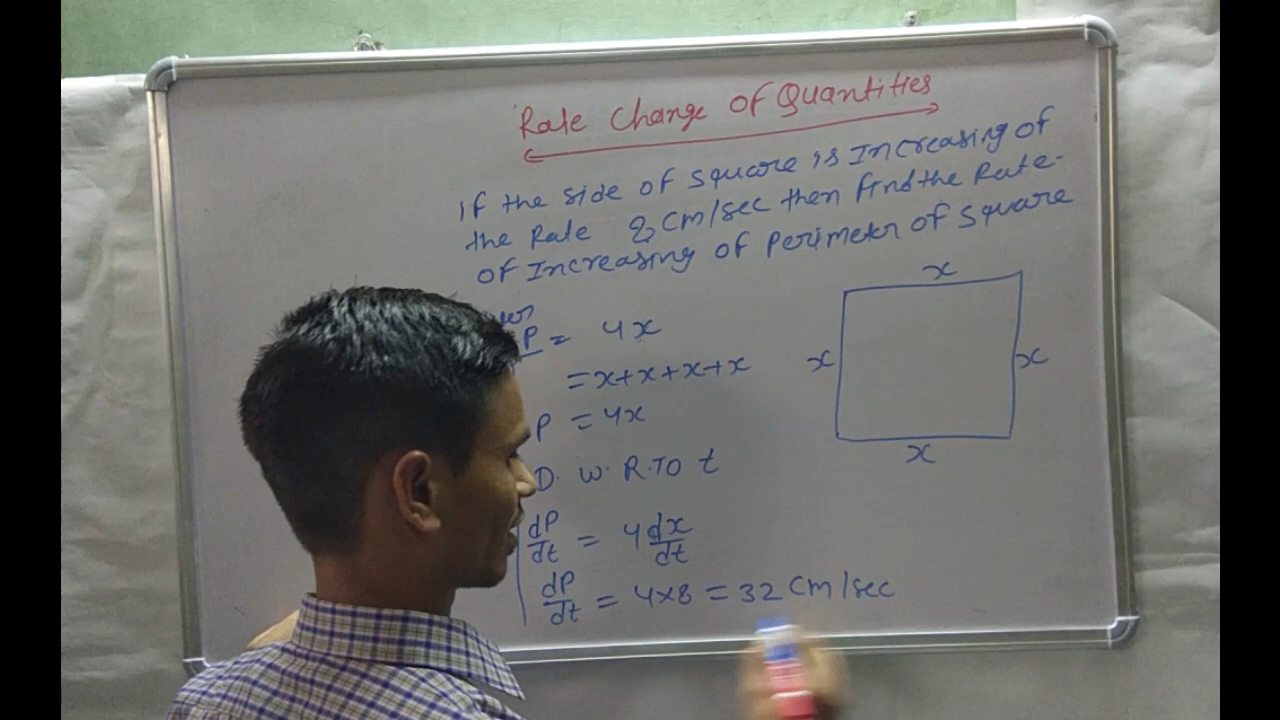 Rate Change of Quantities
If the side of square is Increasing of
the Rate 8 cm/sec then find the Rate
of Increasing of Perimeter of Square
P = 4x
= x+x+x+x
P = 4x
D. W. R. TO t
dP/dt = 4 dx/dt
dP/dt = 4×8 = 32 cm/sec
x
x
x
x